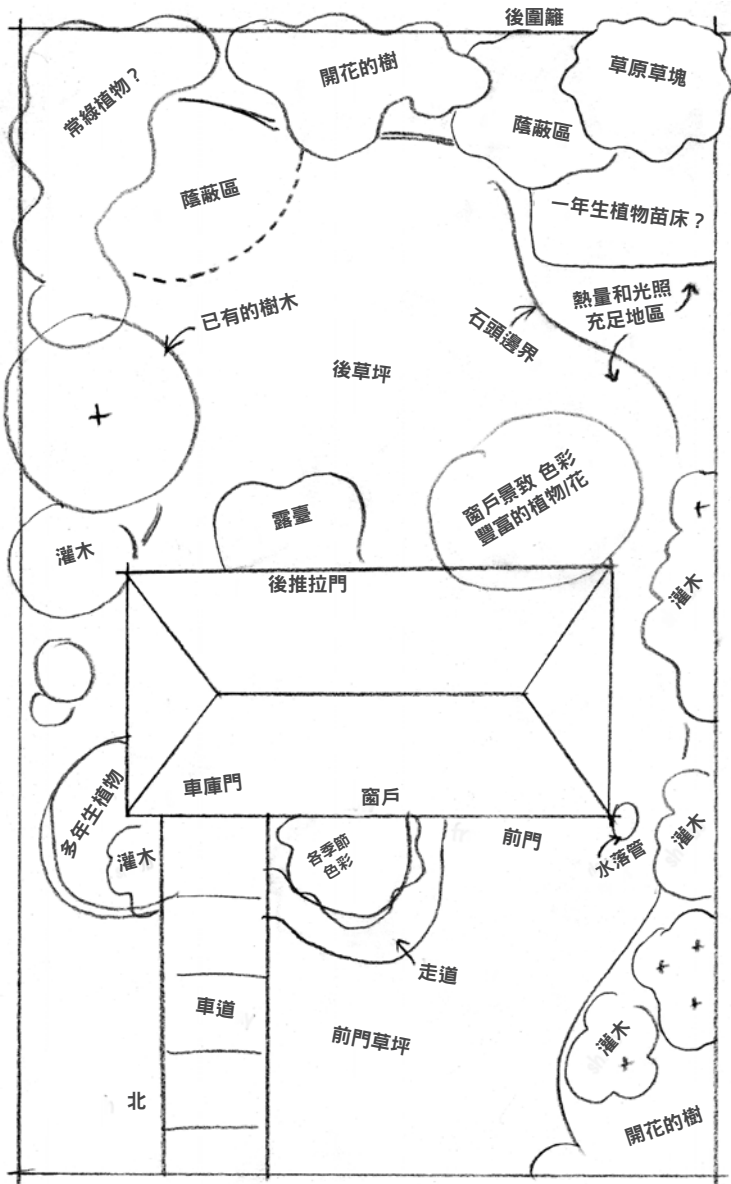 後圍籬
開花的樹
草原草塊
常綠植物？
蔭蔽區
蔭蔽區
一年生植物苗床？
熱量和光照
充足地區
已有的樹木
石頭邊界
後草坪
窗戶景致 色彩
豐富的植物/花
露臺
灌木
後推拉門
灌木
車庫門
窗戶
多年生植物
灌木
各季節
色彩
前門
水落管
灌木
走道
車道
前門草坪
灌木
北
開花的樹